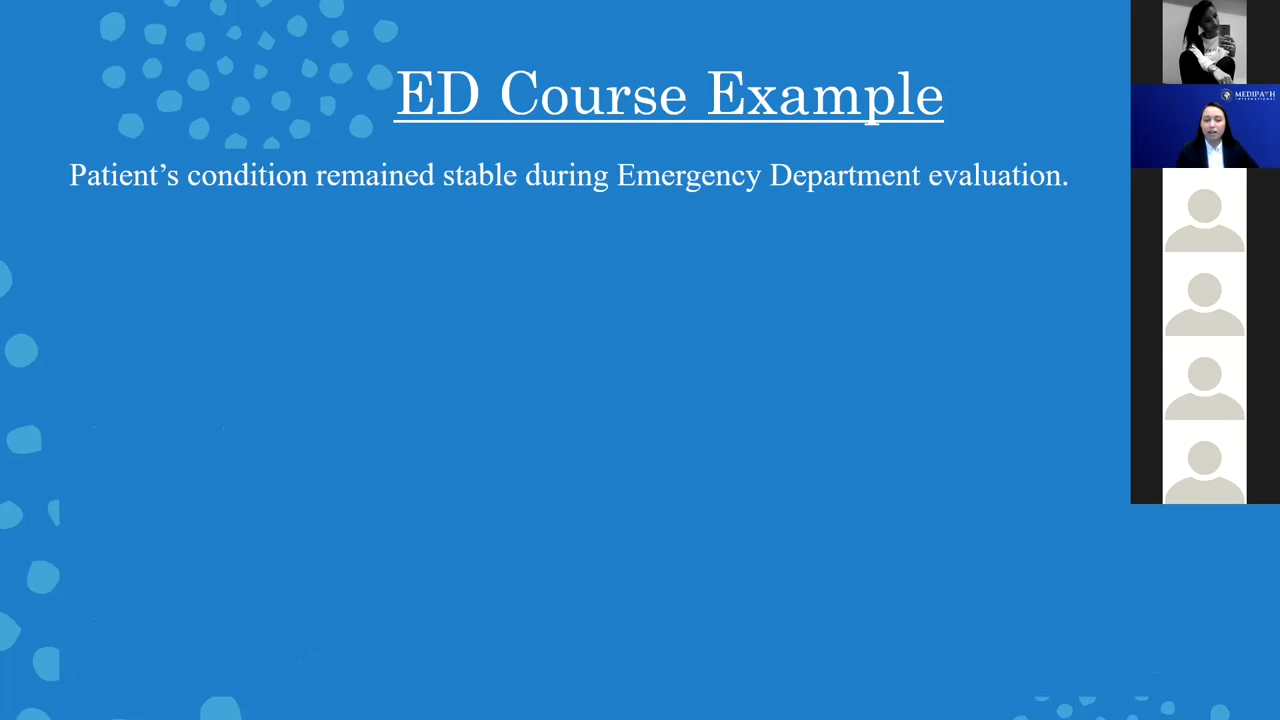 ED Course Example
Patient’s condition remained stable during Emergency Department evaluation.
MEDIPATH
INTERNATIONAL